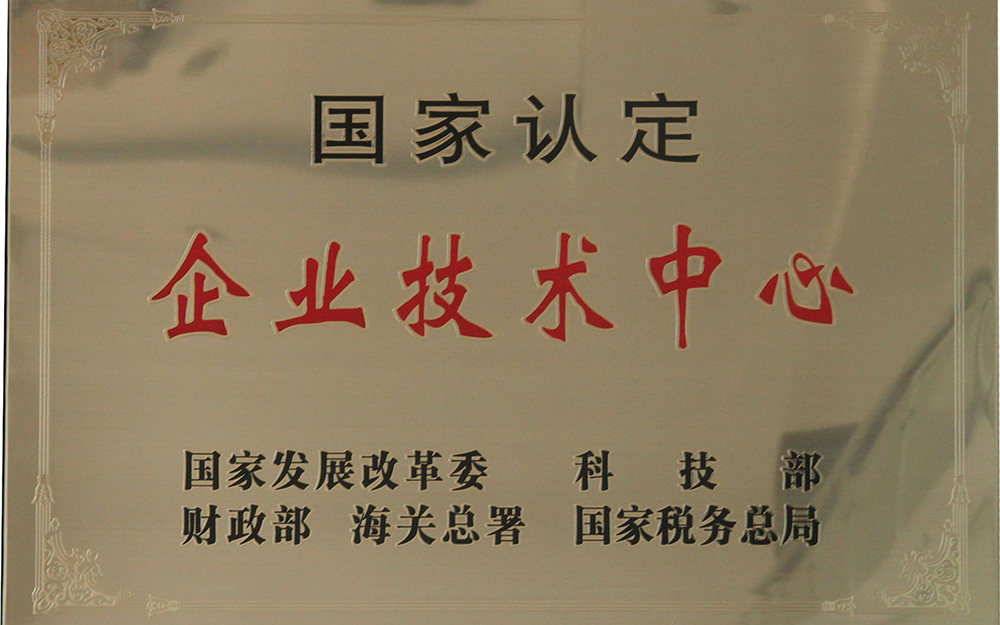 国家认定
企业技术中心
国家发展改革委 科技部
财政部 海关总署 国家税务总局